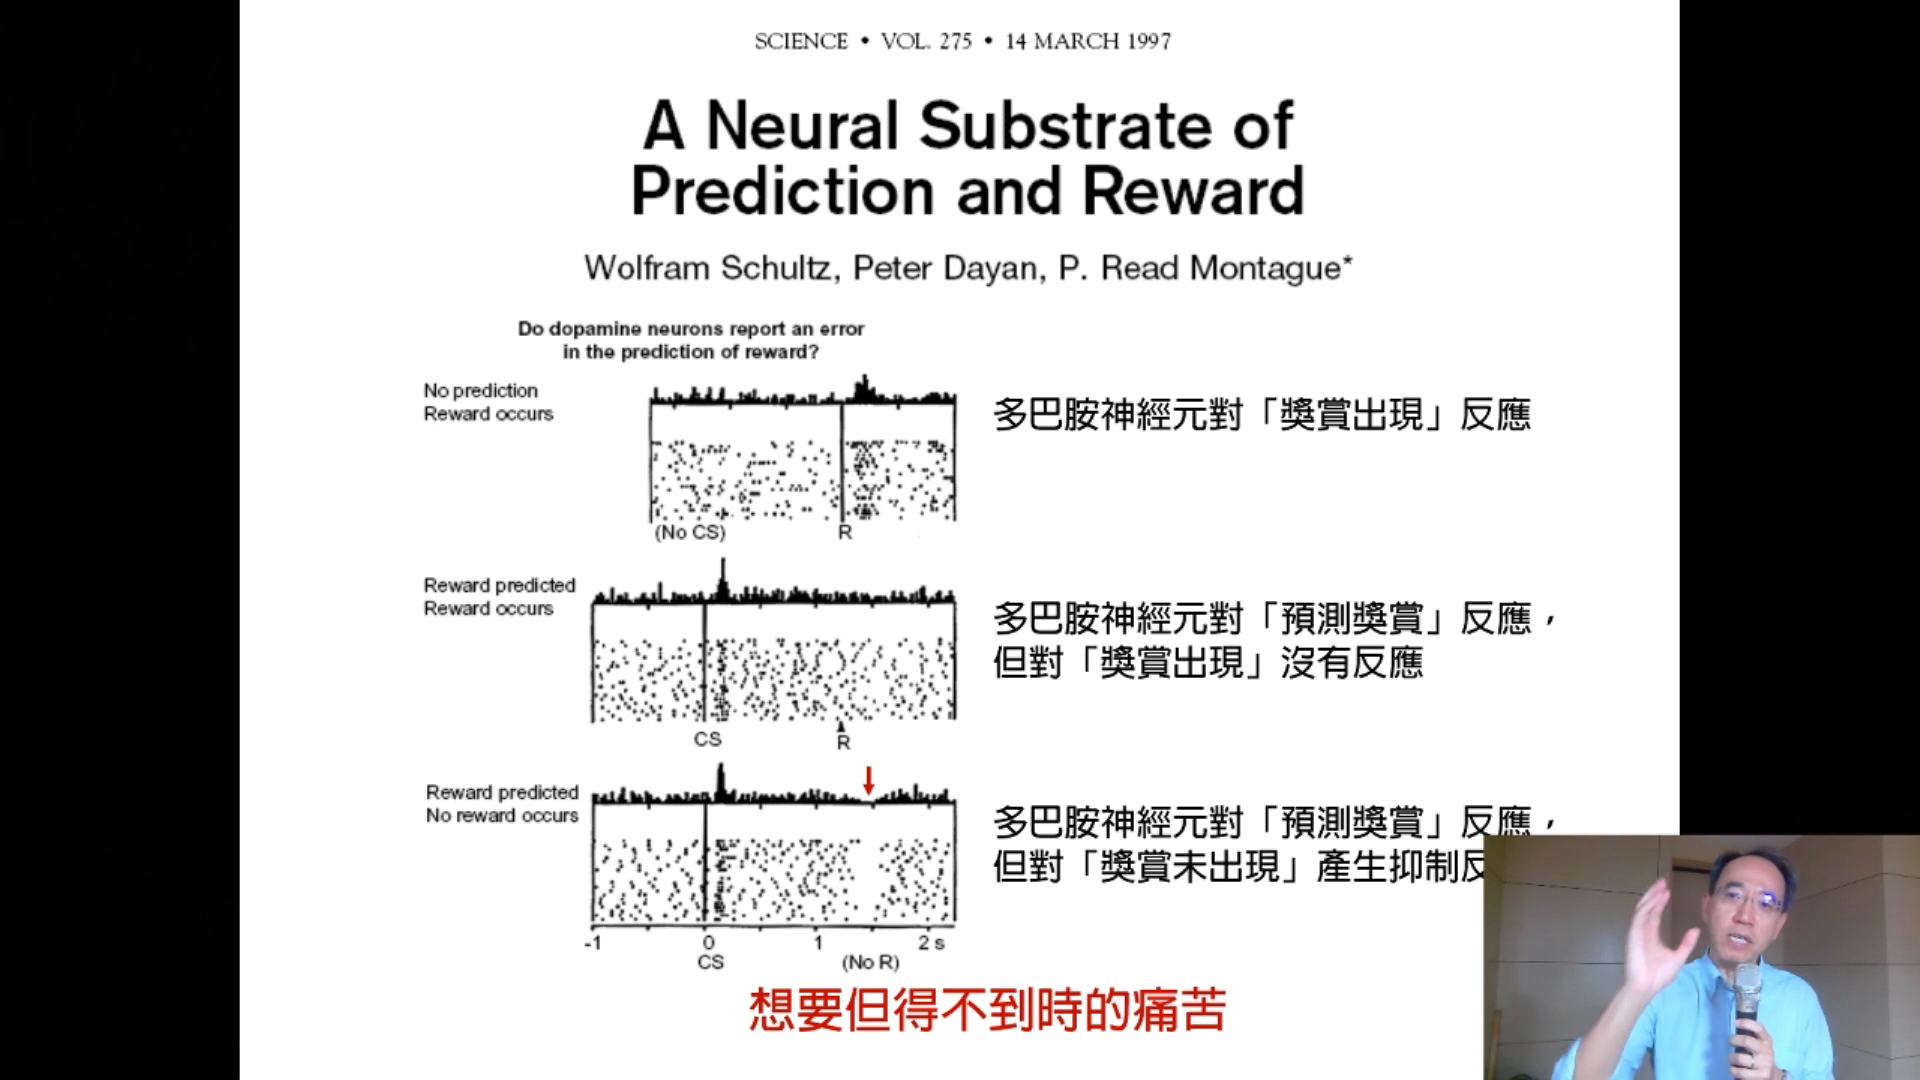 SCIENCE • VOL. 275 • 14 MARCH 1997
A Neural Substrate of
Prediction and Reward
Wolfram Schultz, Peter Dayan, P. Read Montague*
Do dopamine neurons report an error
in the prediction of reward?
No prediction
Reward occurs
(No CS)
R
多巴胺神經元對「獎賞出現」反應
Reward predicted
Reward occurs
CS
R
多巴胺神經元對「預測獎賞」反應，
但對「獎賞出現」沒有反應
Reward predicted
No reward occurs
-1
0
1
2 s
CS
(No R)
多巴胺神經元對「預測獎賞」反應，
但對「獎賞未出現」產生抑制反
想要但得不到時的痛苦